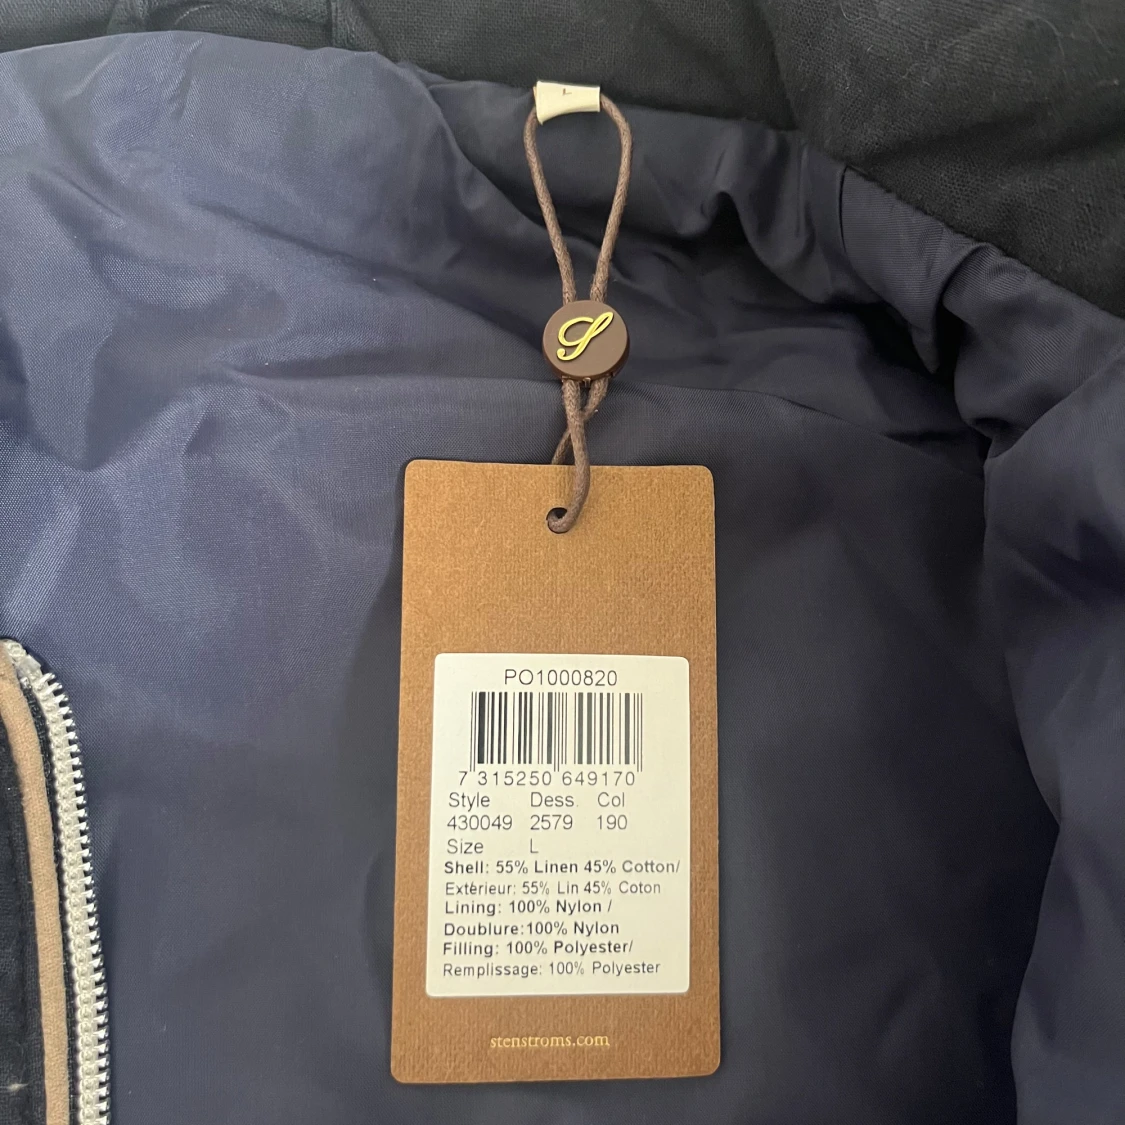 L
S
PO1000820
7 315250 649170
Style Dess. Col
430049 2579 190
Size L
Shell: 55% Linen 45% Cotton/
Extérieur: 55% Lin 45% Coton
Lining: 100% Nylon /
Doublure:100% Nylon
Filling: 100% Polyester/
Remplissage: 100% Polyester
stenstroms.com